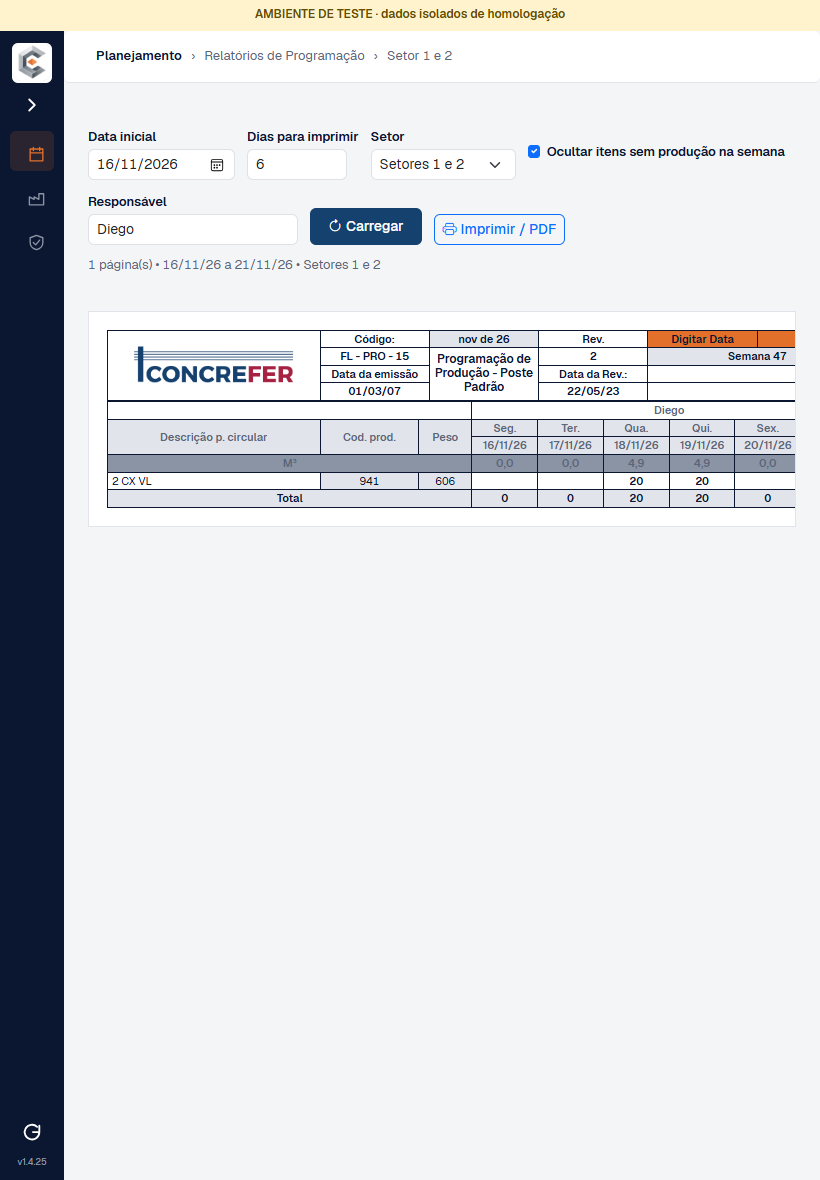 AMBIENTE DE TESTE · dados isolados de homologação
Planejamento › Relatórios de Programação › Setor 1 e 2
Data inicial Dias para imprimir Setor
16/11/2026 6 Setores 1 e 2 Ocultar itens sem produção na semana
Responsável
Diego Carregar Imprimir / PDF
1 página(s) • 16/11/26 a 21/11/26 • Setores 1 e 2
CONCREFER
Código: nov de 26 Rev. Digitar Data
FL - PRO - 15 Programação de Produção - Poste Padrão 2 Semana 47
Data da emissão Data da Rev.:
01/03/07 22/05/23
Diego
Descrição p. circular Cod. prod. Peso Seg. Ter. Qua. Qui. Sex.
16/11/26 17/11/26 18/11/26 19/11/26 20/11/26
M³ 0,0 0,0 4,9 4,9 0,0
2 CX VL 941 606 20 20
Total 0 0 20 20 0
v1.4.25